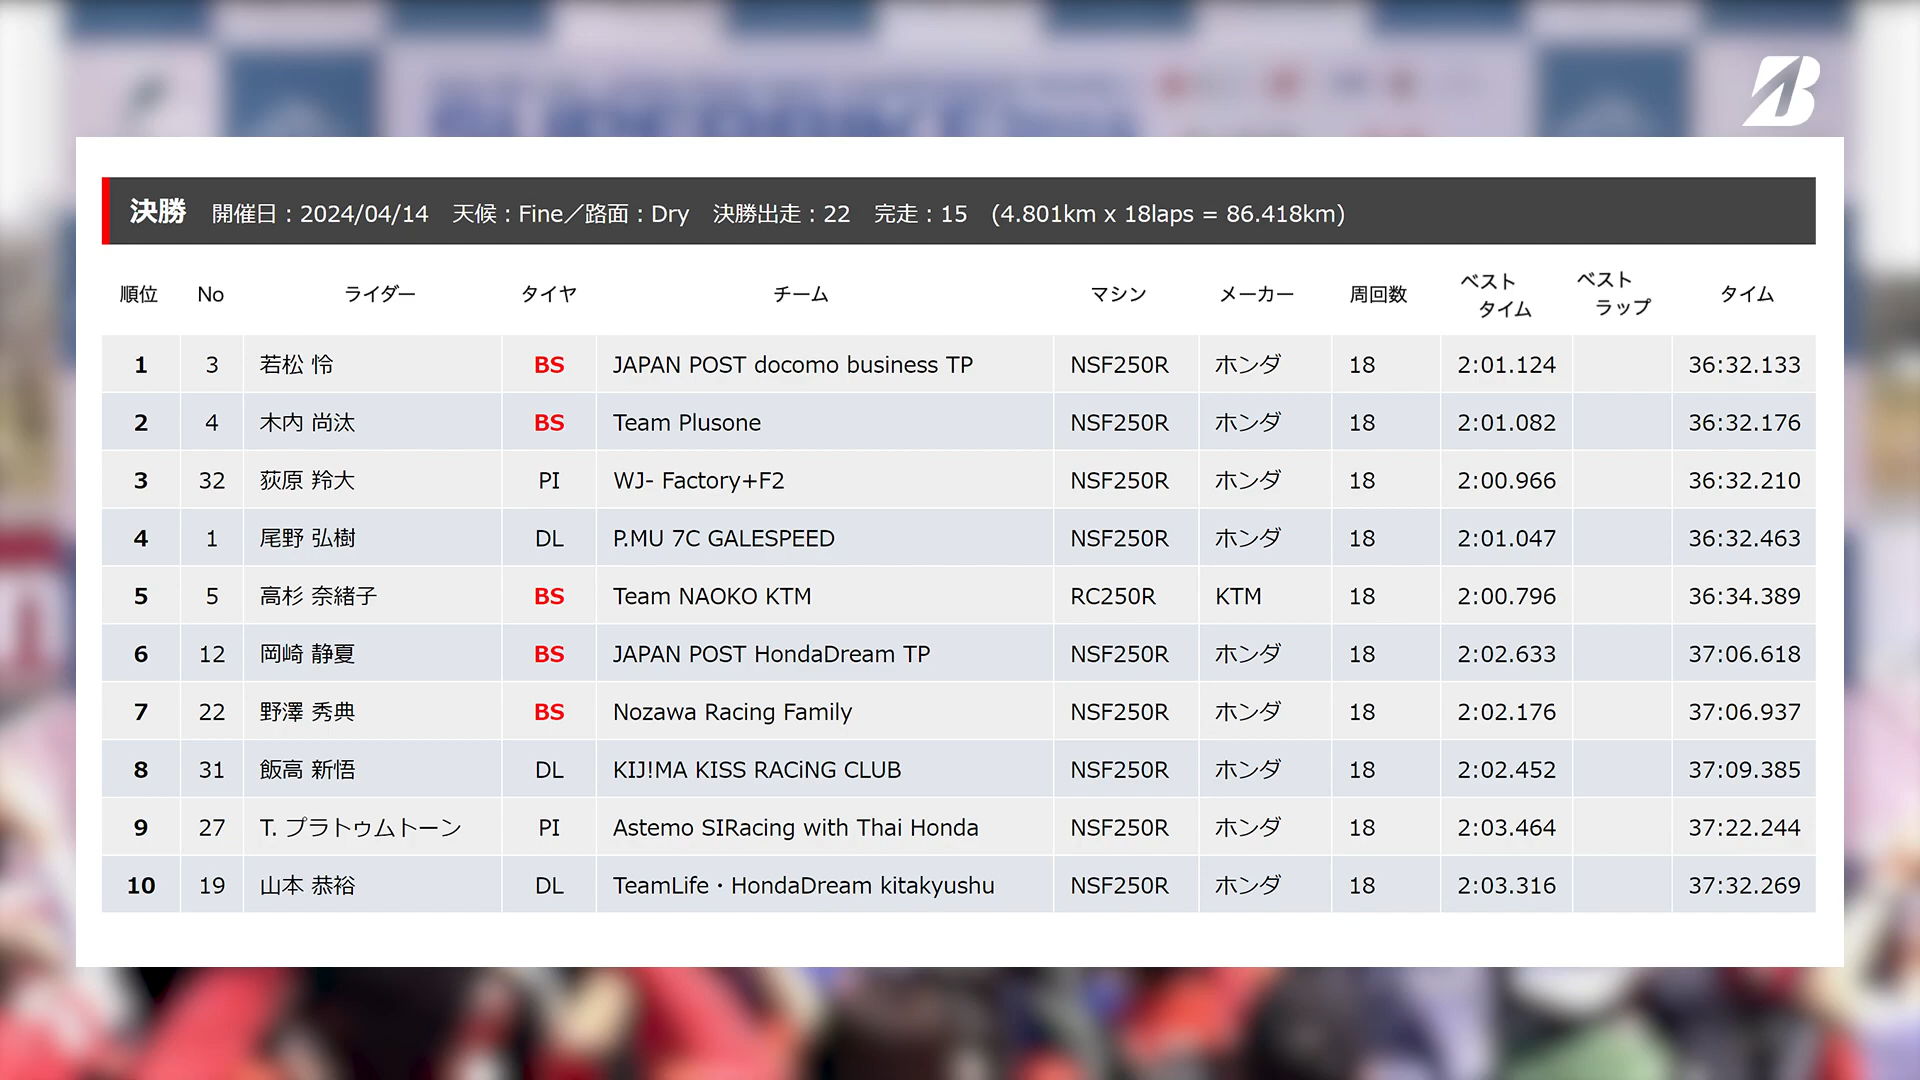 決勝 開催日：2024/04/14 天候：Fine／路面：Dry 決勝出走：22 完走：15 (4.801km x 18laps = 86.418km)
順位 No ライダー タイヤ チーム マシン メーカー 周回数 ベストタイム ベストラップ タイム
1 3 若松 怜 BS JAPAN POST docomo business TP NSF250R ホンダ 18 2:01.124 36:32.133
2 4 木内 尚汰 BS Team Plusone NSF250R ホンダ 18 2:01.082 36:32.176
3 32 荻原 羚大 PI WJ- Factory+F2 NSF250R ホンダ 18 2:00.966 36:32.210
4 1 尾野 弘樹 DL P.MU 7C GALESPEED NSF250R ホンダ 18 2:01.047 36:32.463
5 5 高杉 奈緒子 BS Team NAOKO KTM RC250R KTM 18 2:00.796 36:34.389
6 12 岡崎 静夏 BS JAPAN POST HondaDream TP NSF250R ホンダ 18 2:02.633 37:06.618
7 22 野澤 秀典 BS Nozawa Racing Family NSF250R ホンダ 18 2:02.176 37:06.937
8 31 飯高 新悟 DL KIJ!MA KISS RACiNG CLUB NSF250R ホンダ 18 2:02.452 37:09.385
9 27 T. プラトゥムトーン PI Astemo SIRacing with Thai Honda NSF250R ホンダ 18 2:03.464 37:22.244
10 19 山本 恭裕 DL TeamLife・HondaDream kitakyushu NSF250R ホンダ 18 2:03.316 37:32.269